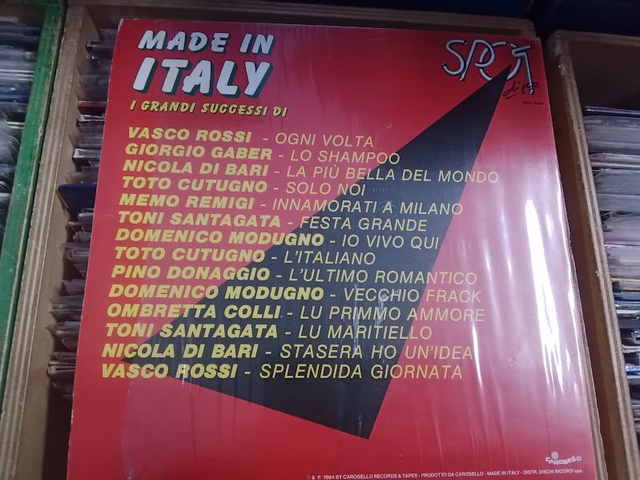 MADE IN
ITALY
I GRANDI SUCCESSI DI
SPOT
VASCO ROSSI - OGNI VOLTA
GIORGIO GABER - LO SHAMPOO
NICOLA DI BARI - LA PIÙ BELLA DEL MONDO
TOTO CUTUGNO - SOLO NOI
MEMO REMIGI - INNAMORATI A MILANO
TONI SANTAGATA - FESTA GRANDE
DOMENICO MODUGNO - IO VIVO QUI
TOTO CUTUGNO - L'ITALIANO
PINO DONAGGIO - L'ULTIMO ROMANTICO
DOMENICO MODUGNO - VECCHIO FRACK
OMBRETTA COLLI - LU PRIMMO AMMORE
TONI SANTAGATA - LU MARITIELLO
NICOLA DI BARI - STASERA HO UN'IDEA
VASCO ROSSI - SPLENDIDA GIORNATA
CAROSELLO
1984 BY CAROSELLO RECORDS & TAPES - PRODOTTO DA CAROSELLO - MADE IN ITALY - DISTR. DISCHI RICORDI